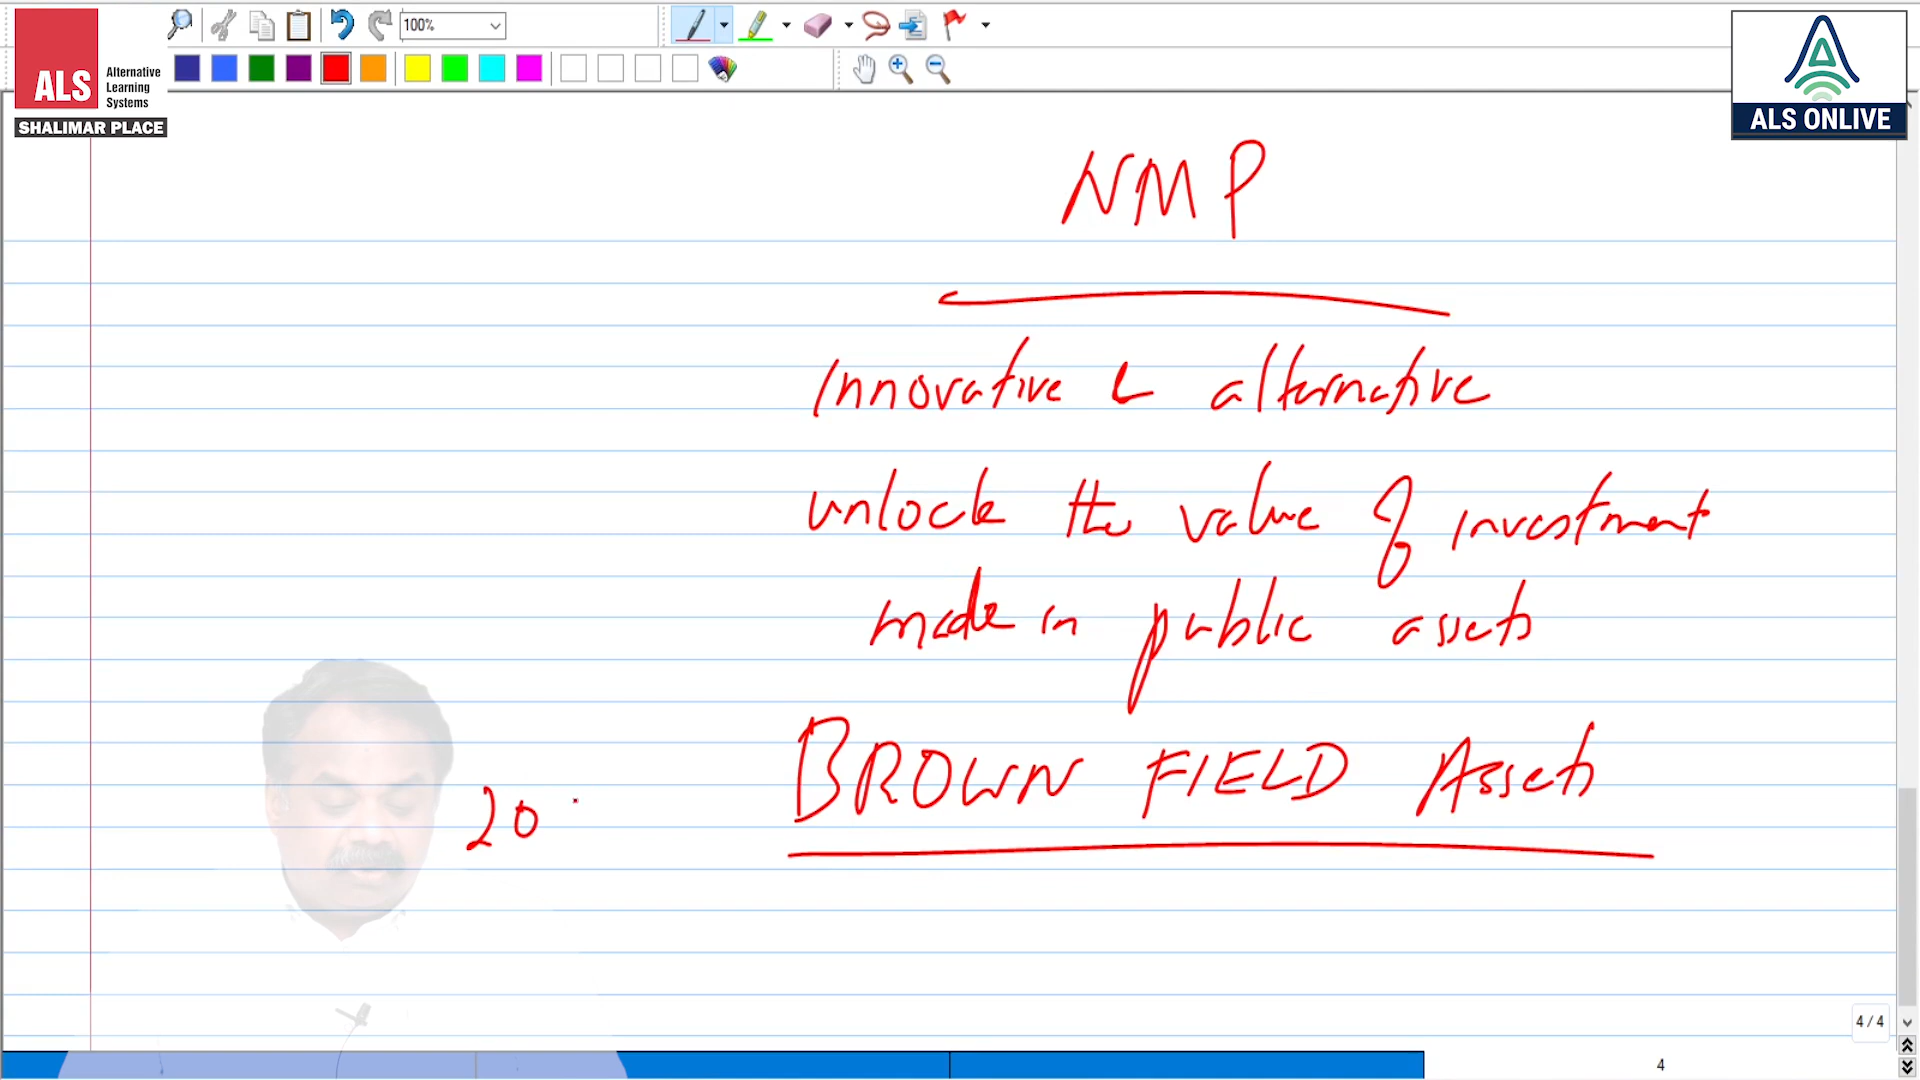 100%
ALS
Alternative
Learning
Systems
SHALIMAR PLACE
ALS ONLIVE
NMP
Innovative & alternative
unlock the value of investment
made in public assets
BROWN FIELD Assets
20
4 / 4
4